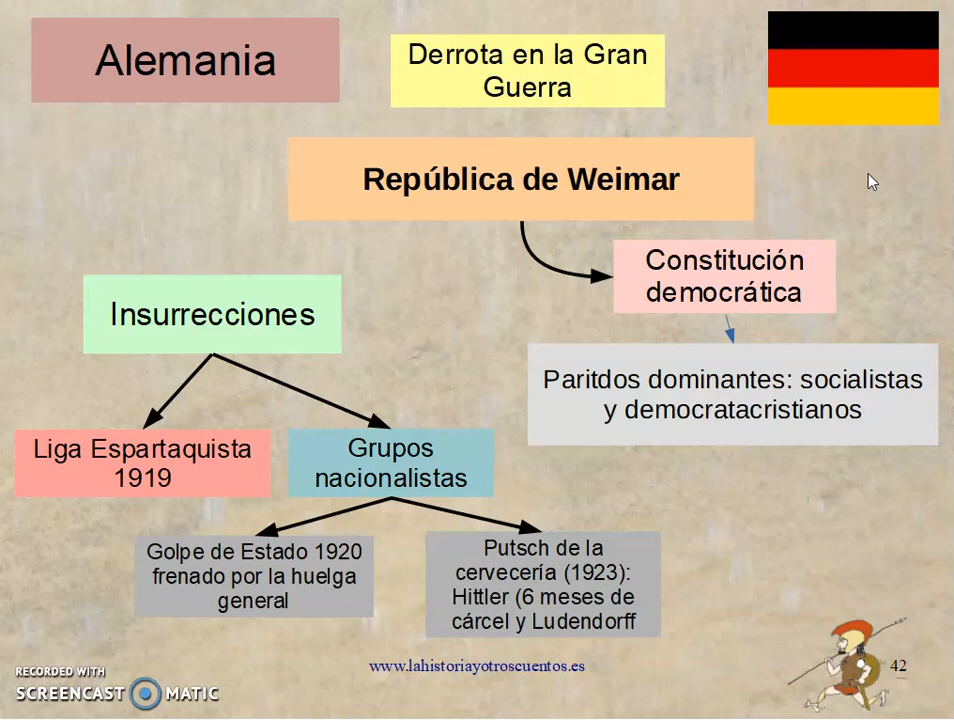 Alemania
Derrota en la Gran
Guerra
República de Weimar
Constitución
democrática
Insurrecciones
Paritdos dominantes: socialistas
y democratacristianos
Liga Espartaquista
1919
Grupos
nacionalistas
Golpe de Estado 1920
frenado por la huelga
general
Putsch de la
cervecería (1923):
Hittler (6 meses de
cárcel y Ludendorff
www.lahistoriayotroscuentos.es
42
RECORDED WITH
SCREENCAST MATIC